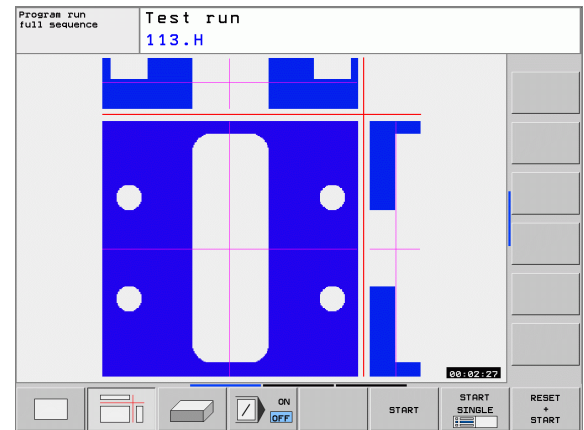 Program run
full sequence
Test run
113.H
00:02:27
ON
OFF
START
START
SINGLE
RESET
+
START